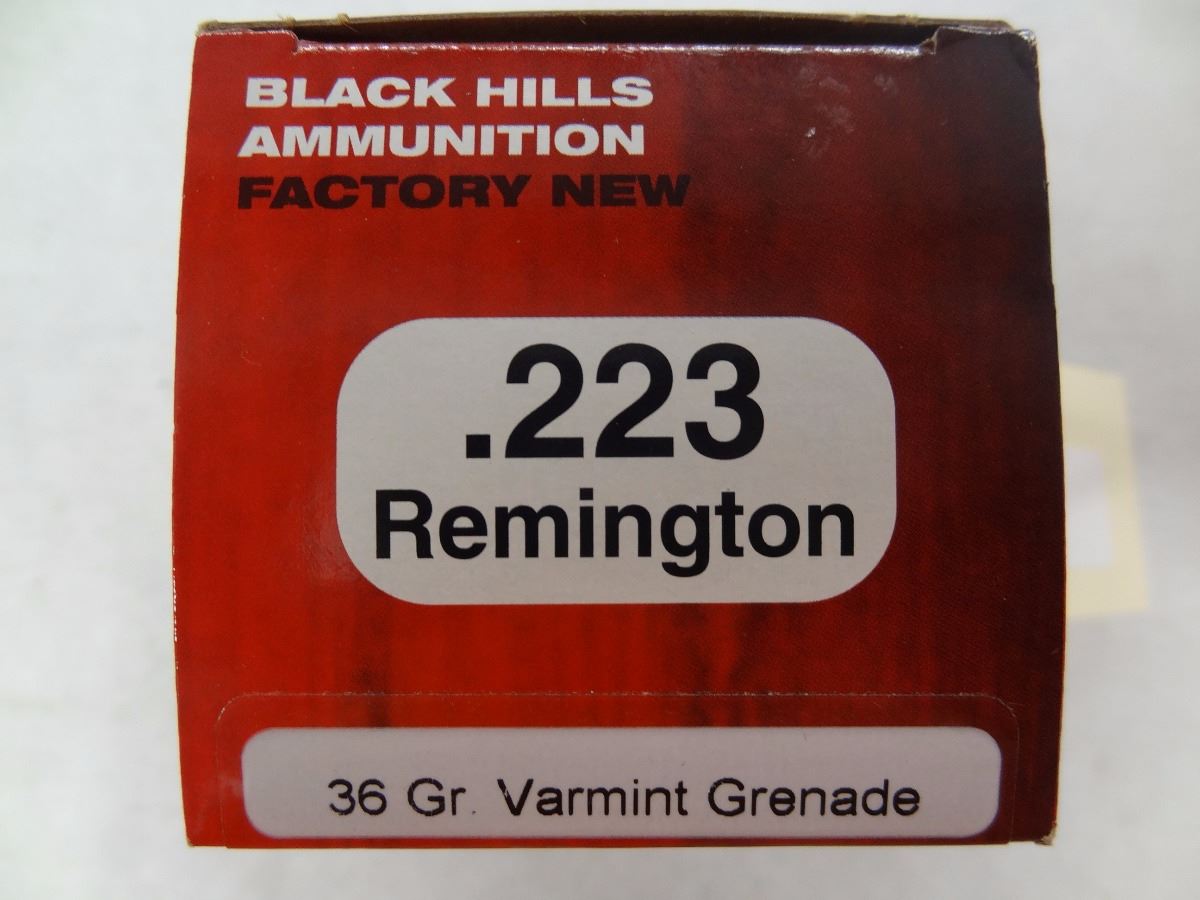 BLACK HILLS
AMMUNITION
FACTORY NEW
.223
Remington
36 Gr. Varmint Grenade